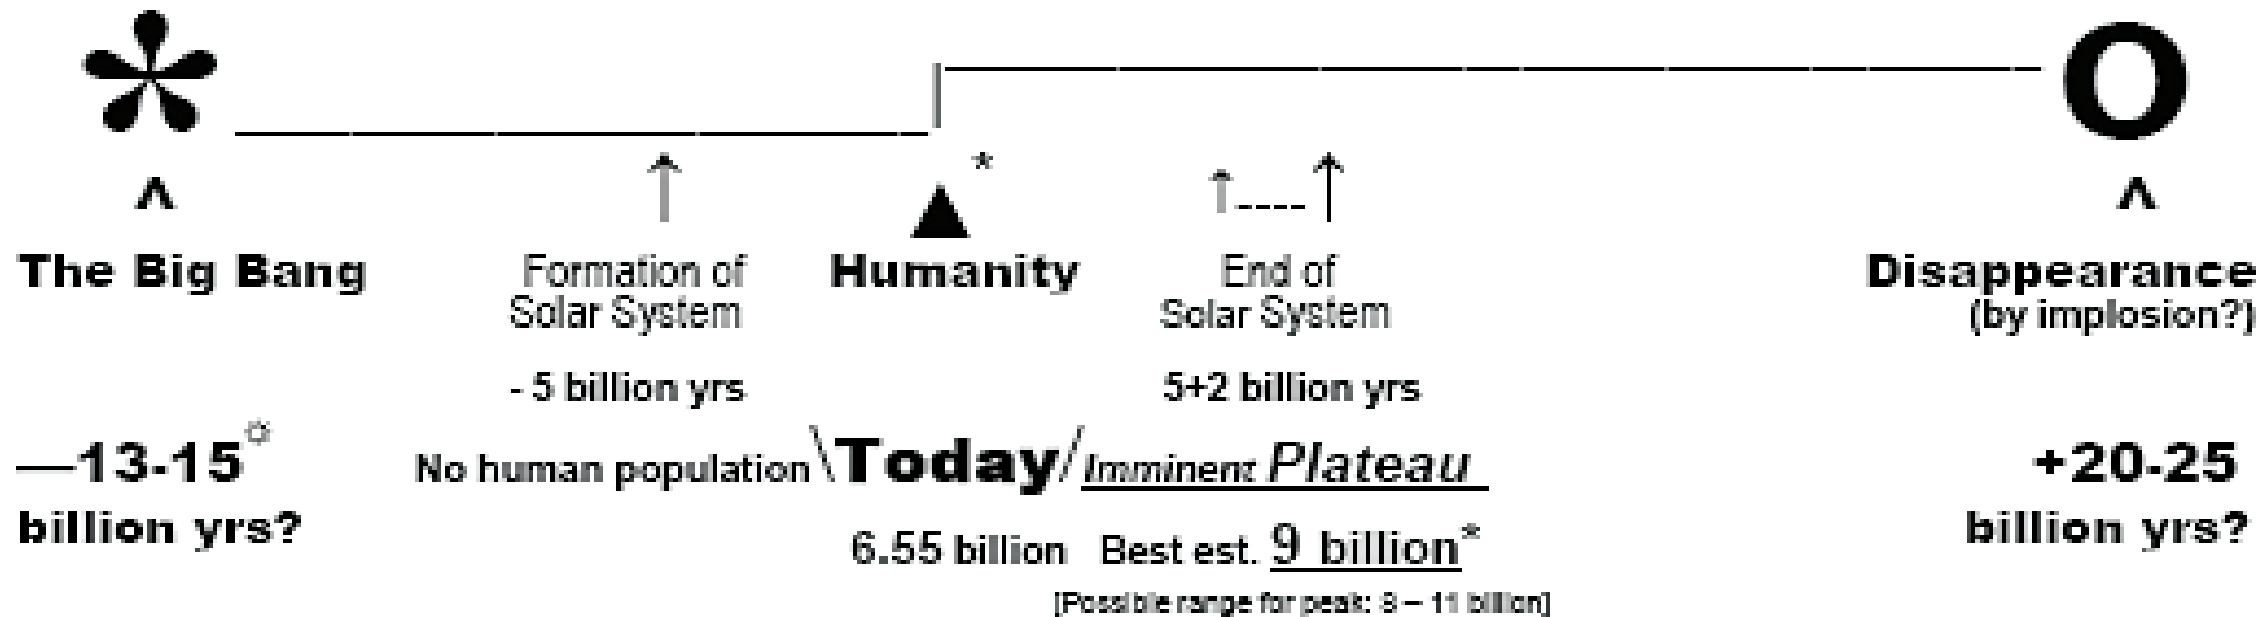 The Big Bang
Formation of
Solar System
Humanity
*
End of
Solar System
Disappearance
(by implosion?)
- 5 billion yrs
5+2 billion yrs
—13-15☼
billion yrs?
No human population \Today/ Imminent Plateau
+20-25
billion yrs?
6.55 billion Best est. 9 billion*
[Possible range for peak: 8 – 11 billion]